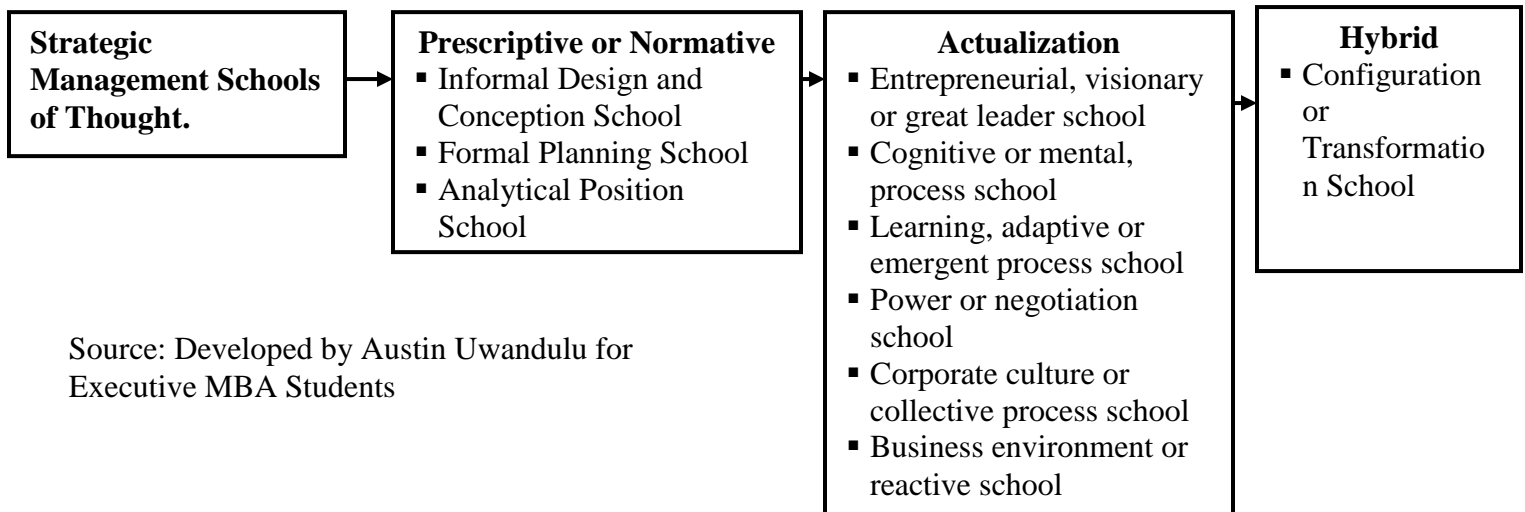 Strategic
Management Schools
of Thought.
Prescriptive or Normative
▪ Informal Design and
Conception School
▪ Formal Planning School
▪ Analytical Position
School
Actualization
▪ Entrepreneurial, visionary
or great leader school
▪ Cognitive or mental,
process school
▪ Learning, adaptive or
emergent process school
▪ Power or negotiation
school
▪ Corporate culture or
collective process school
▪ Business environment or
reactive school
Hybrid
▪ Configuration
or
Transformatio
n School
Source: Developed by Austin Uwandulu for
Executive MBA Students